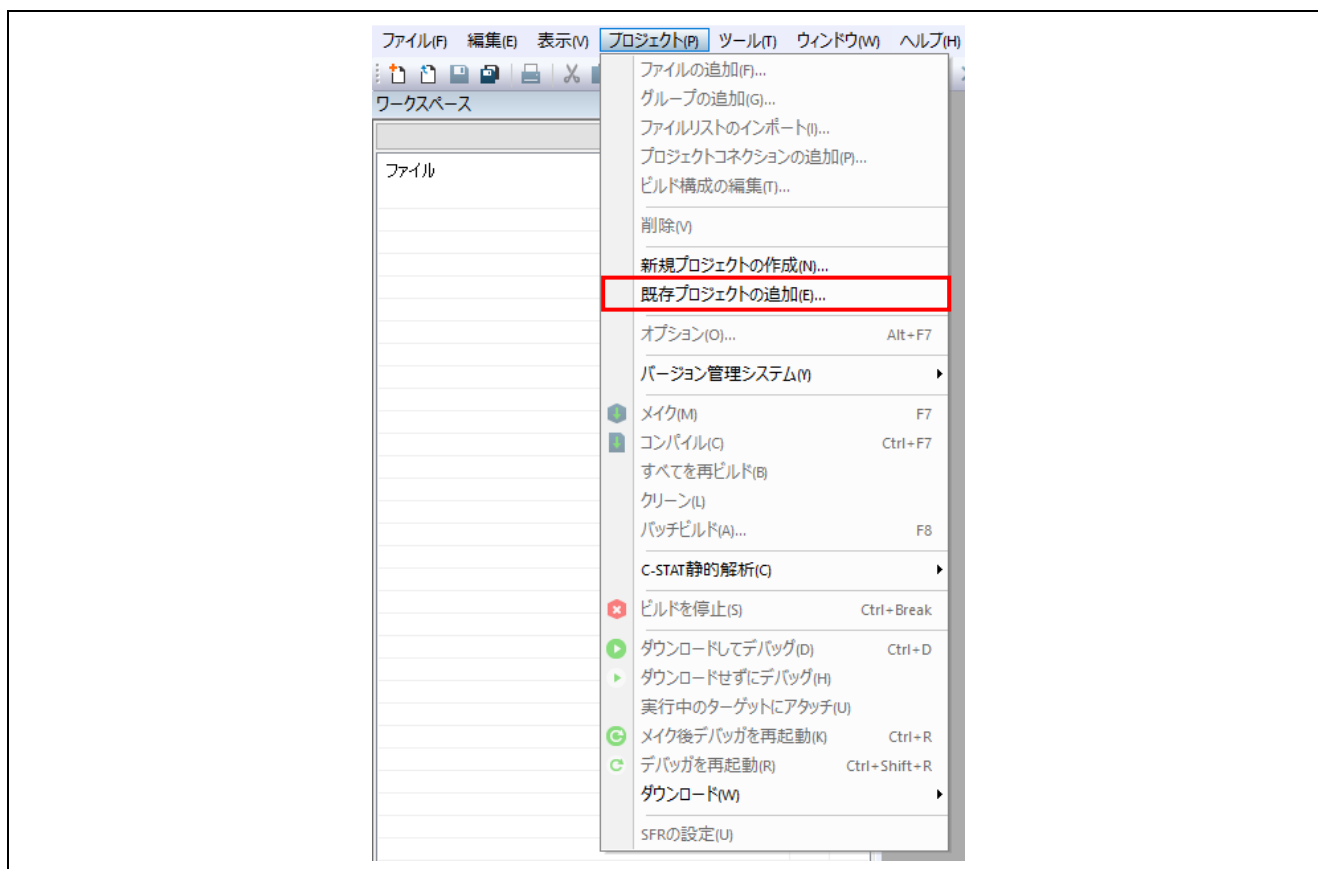 ファイル(F) 編集(E) 表示(V) プロジェクト(P) ツール(T) ウィンドウ(W) ヘルプ(H)
ワークスペース
ファイル
ファイルの追加(F)...
グループの追加(G)...
ファイルリストのインポート(I)...
プロジェクトコネクションの追加(P)...
ビルド構成の編集(T)...
削除(V)
新規プロジェクトの作成(N)...
既存プロジェクトの追加(E)...
オプション(O)... Alt+F7
バージョン管理システム(Y)
メイク(M) F7
コンパイル(C) Ctrl+F7
すべてを再ビルド(B)
クリーン(L)
バッチビルド(A)... F8
C-STAT静的解析(C)
ビルドを停止(S) Ctrl+Break
ダウンロードしてデバッグ(D) Ctrl+D
ダウンロードせずにデバッグ(H)
実行中のターゲットにアタッチ(U)
メイク後デバッガを再起動(K) Ctrl+R
デバッガを再起動(R) Ctrl+Shift+R
ダウンロード(W)
SFRの設定(U)